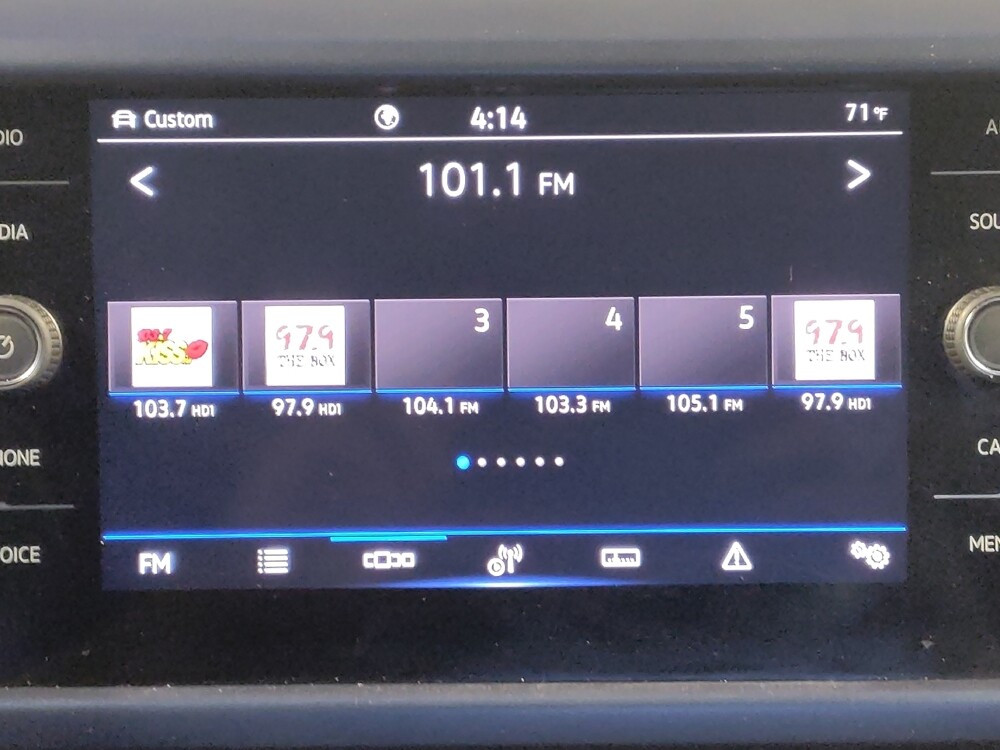 Custom 4:14 71°F
101.1 FM
3 4 5
KISS 97.9 97.9
THE BOX THE BOX
103.7 HD1 97.9 HD1 104.1 FM 103.3 FM 105.1 FM 97.9 HD1
FM
DIO
DIA
IONE
OICE
A
SOU
CA
MEN